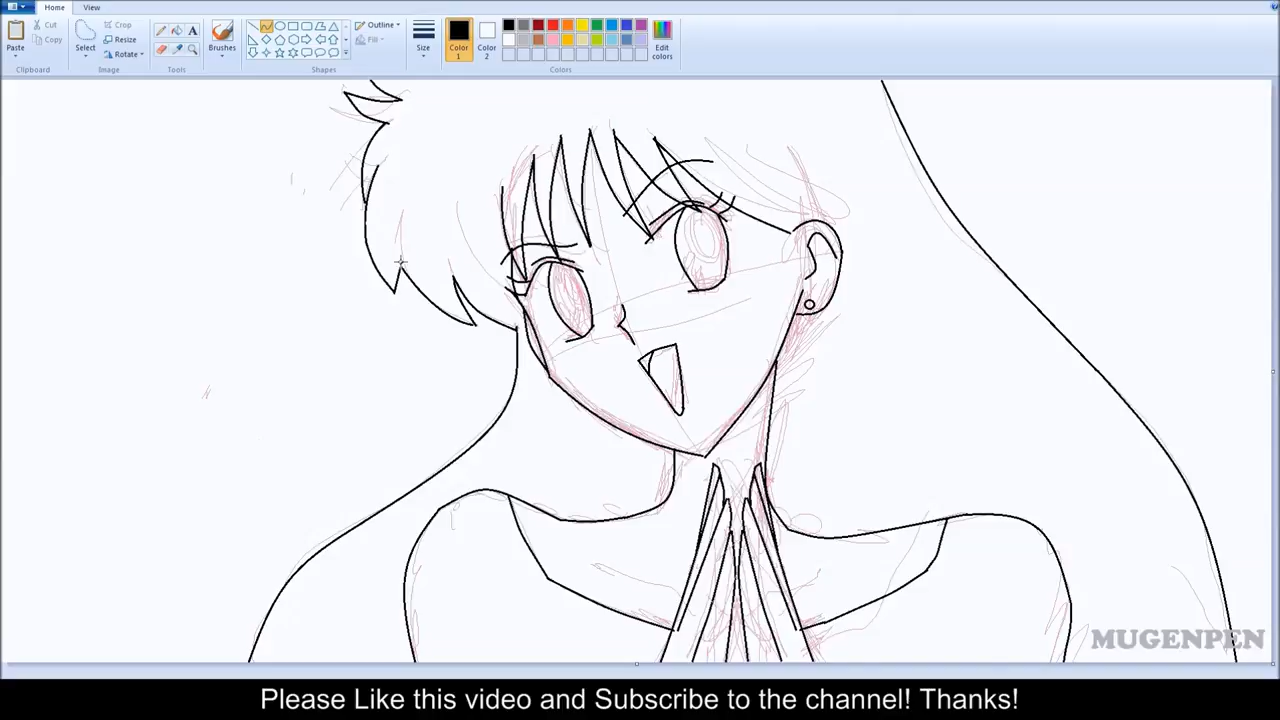 Home
View
Paste
Cut
Copy
Clipboard
Select
Crop
Resize
Rotate
Image
A
Tools
Brushes
Outline
Fill
Shapes
Size
Color
1
Color
2
Edit
colors
Colors
MUGENPEN
Please Like this video and Subscribe to the channel! Thanks!